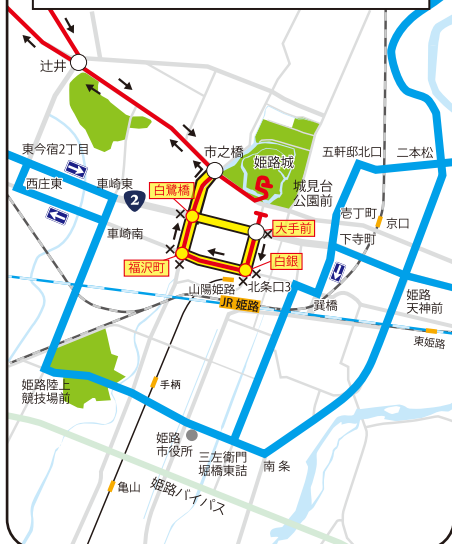 辻井
東今宿2丁目
市之橋
姫路城
五軒邸北口
二本松
西庄東
車崎東
白鷺橋
城見台
公園前
2
壱丁町
京口
大手前
車崎南
下寺町
福沢町
白銀
山陽姫路
北条口3
JR 姫路
巽橋
姫路
天神前
東姫路
姫路陸上
競技場前
手柄
姫路
市役所
三左衛門
堀橋東詰
南条
亀山
姫路バイパス